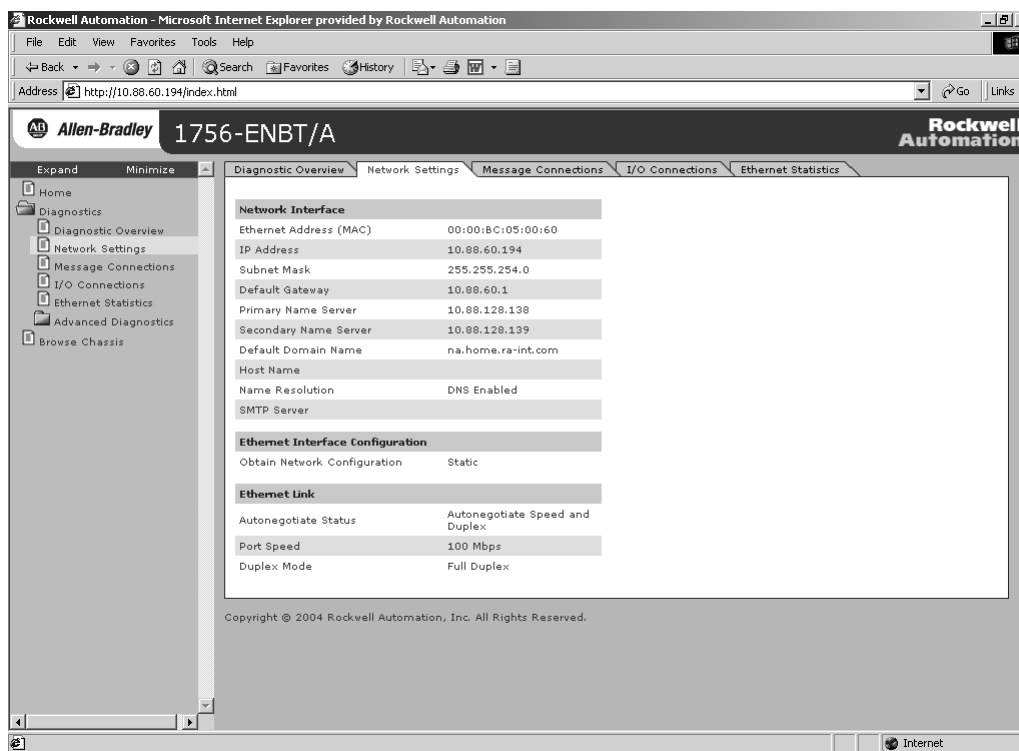 Rockwell Automation - Microsoft Internet Explorer provided by Rockwell Automation
File Edit View Favorites Tools Help
Back Search Favorites History
Address http://10.88.60.194/index.html Go Links
AB Allen-Bradley 1756-ENBT/A Rockwell Automation
Expand Minimize
Home
Diagnostics
Diagnostic Overview
Network Settings
Message Connections
I/O Connections
Ethernet Statistics
Advanced Diagnostics
Browse Chassis
Diagnostic Overview Network Settings Message Connections I/O Connections Ethernet Statistics
Network Interface
Ethernet Address (MAC) 00:00:BC:05:00:60
IP Address 10.88.60.194
Subnet Mask 255.255.254.0
Default Gateway 10.88.60.1
Primary Name Server 10.88.128.138
Secondary Name Server 10.88.128.139
Default Domain Name na.home.ra-int.com
Host Name
Name Resolution DNS Enabled
SMTP Server
Ethernet Interface Configuration
Obtain Network Configuration Static
Ethernet Link
Autonegotiate Status Autonegotiate Speed and Duplex
Port Speed 100 Mbps
Duplex Mode Full Duplex
Copyright © 2004 Rockwell Automation, Inc. All Rights Reserved.
Internet